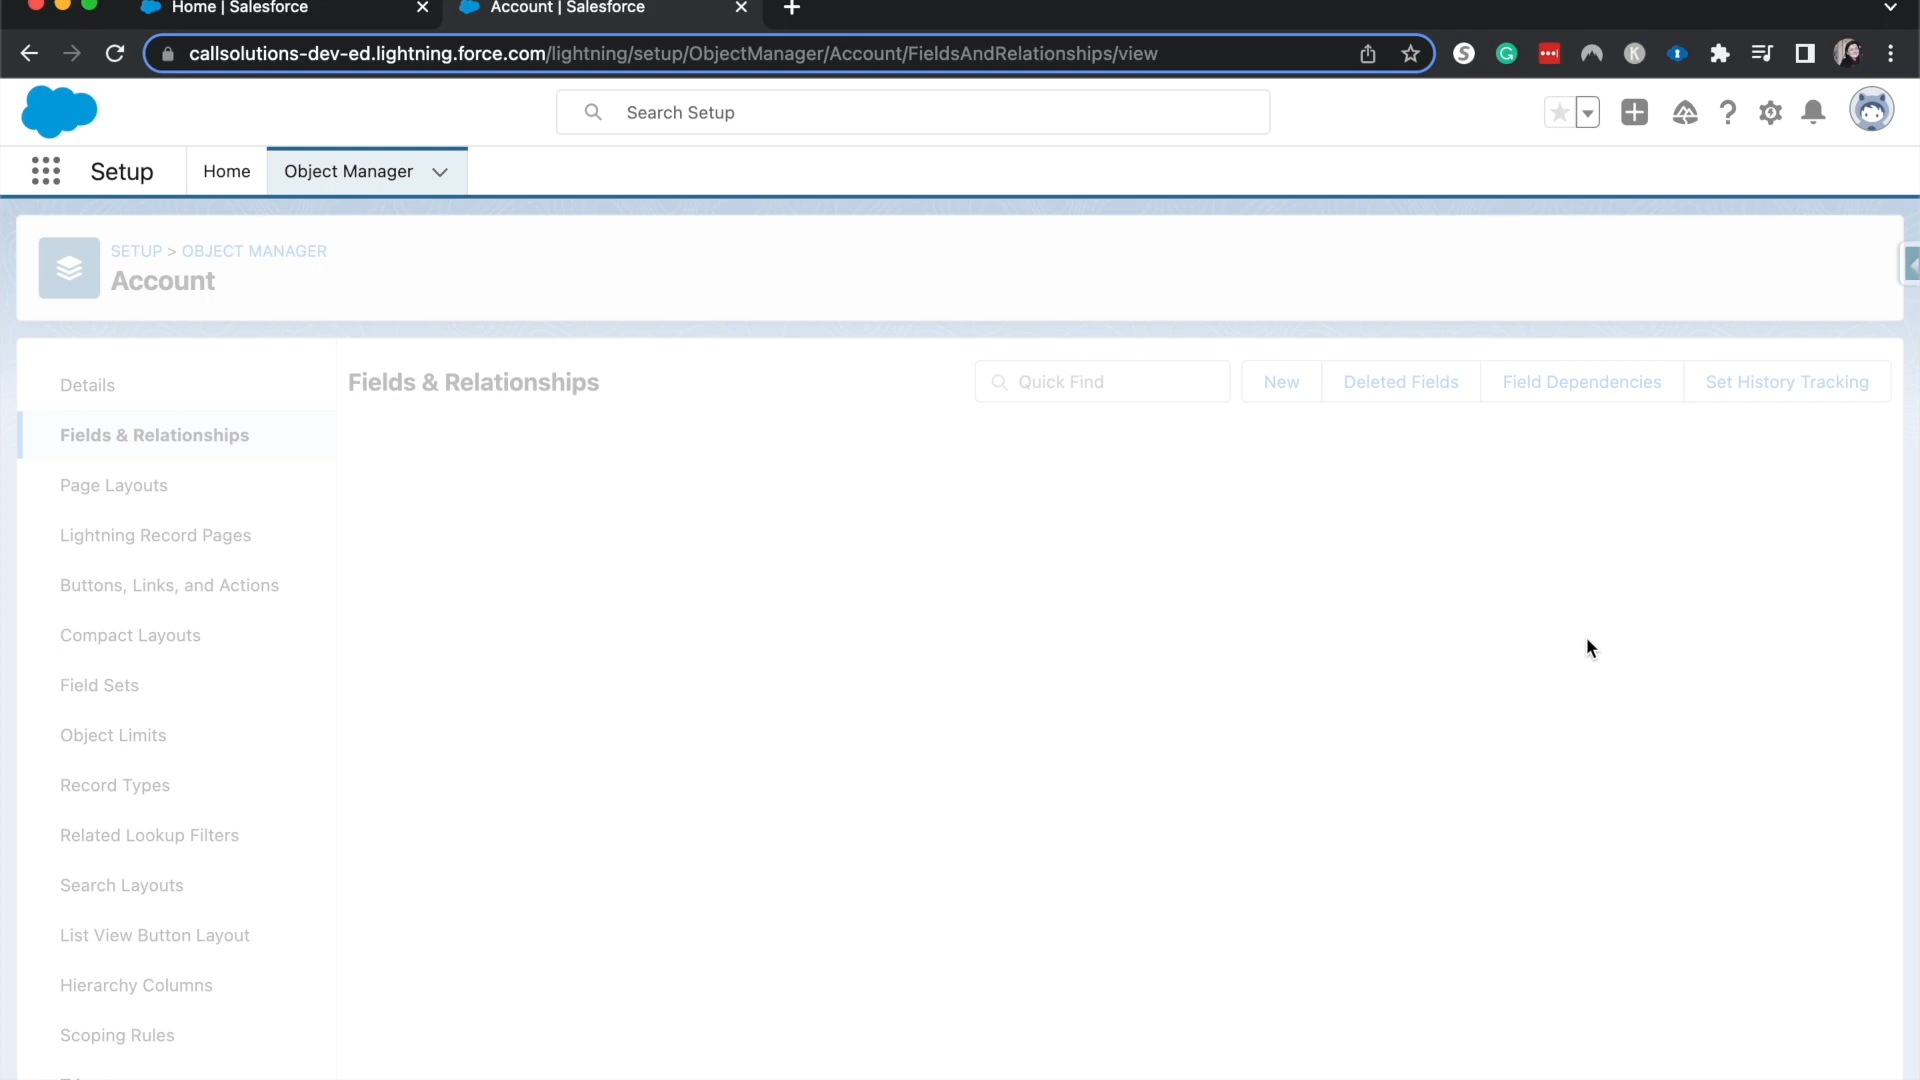 Home | Salesforce
Account | Salesforce
callsolutions-dev-ed.lightning.force.com/lightning/setup/ObjectManager/Account/FieldsAndRelationships/view
Search Setup
Setup
Home
Object Manager
SETUP > OBJECT MANAGER
Account
Fields & Relationships
Quick Find
New
Deleted Fields
Field Dependencies
Set History Tracking
Details
Fields & Relationships
Page Layouts
Lightning Record Pages
Buttons, Links, and Actions
Compact Layouts
Field Sets
Object Limits
Record Types
Related Lookup Filters
Search Layouts
List View Button Layout
Hierarchy Columns
Scoping Rules